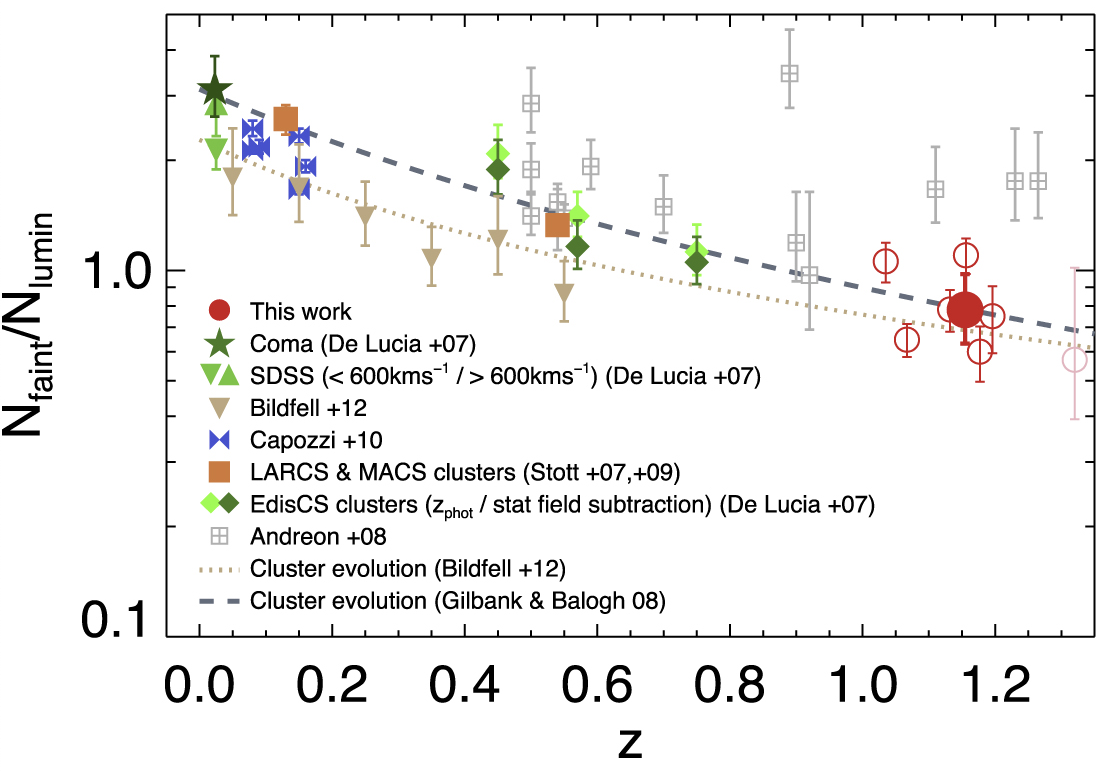 N_faint/N_lumin
1.0
0.1
This work
Coma (De Lucia +07)
SDSS (< 600kms⁻¹ / > 600kms⁻¹) (De Lucia +07)
Bildfell +12
Capozzi +10
LARCS & MACS clusters (Stott +07,+09)
EdisCS clusters (z_phot / stat field subtraction) (De Lucia +07)
Andreon +08
Cluster evolution (Bildfell +12)
Cluster evolution (Gilbank & Balogh 08)
0.0 0.2 0.4 0.6 0.8 1.0 1.2
z